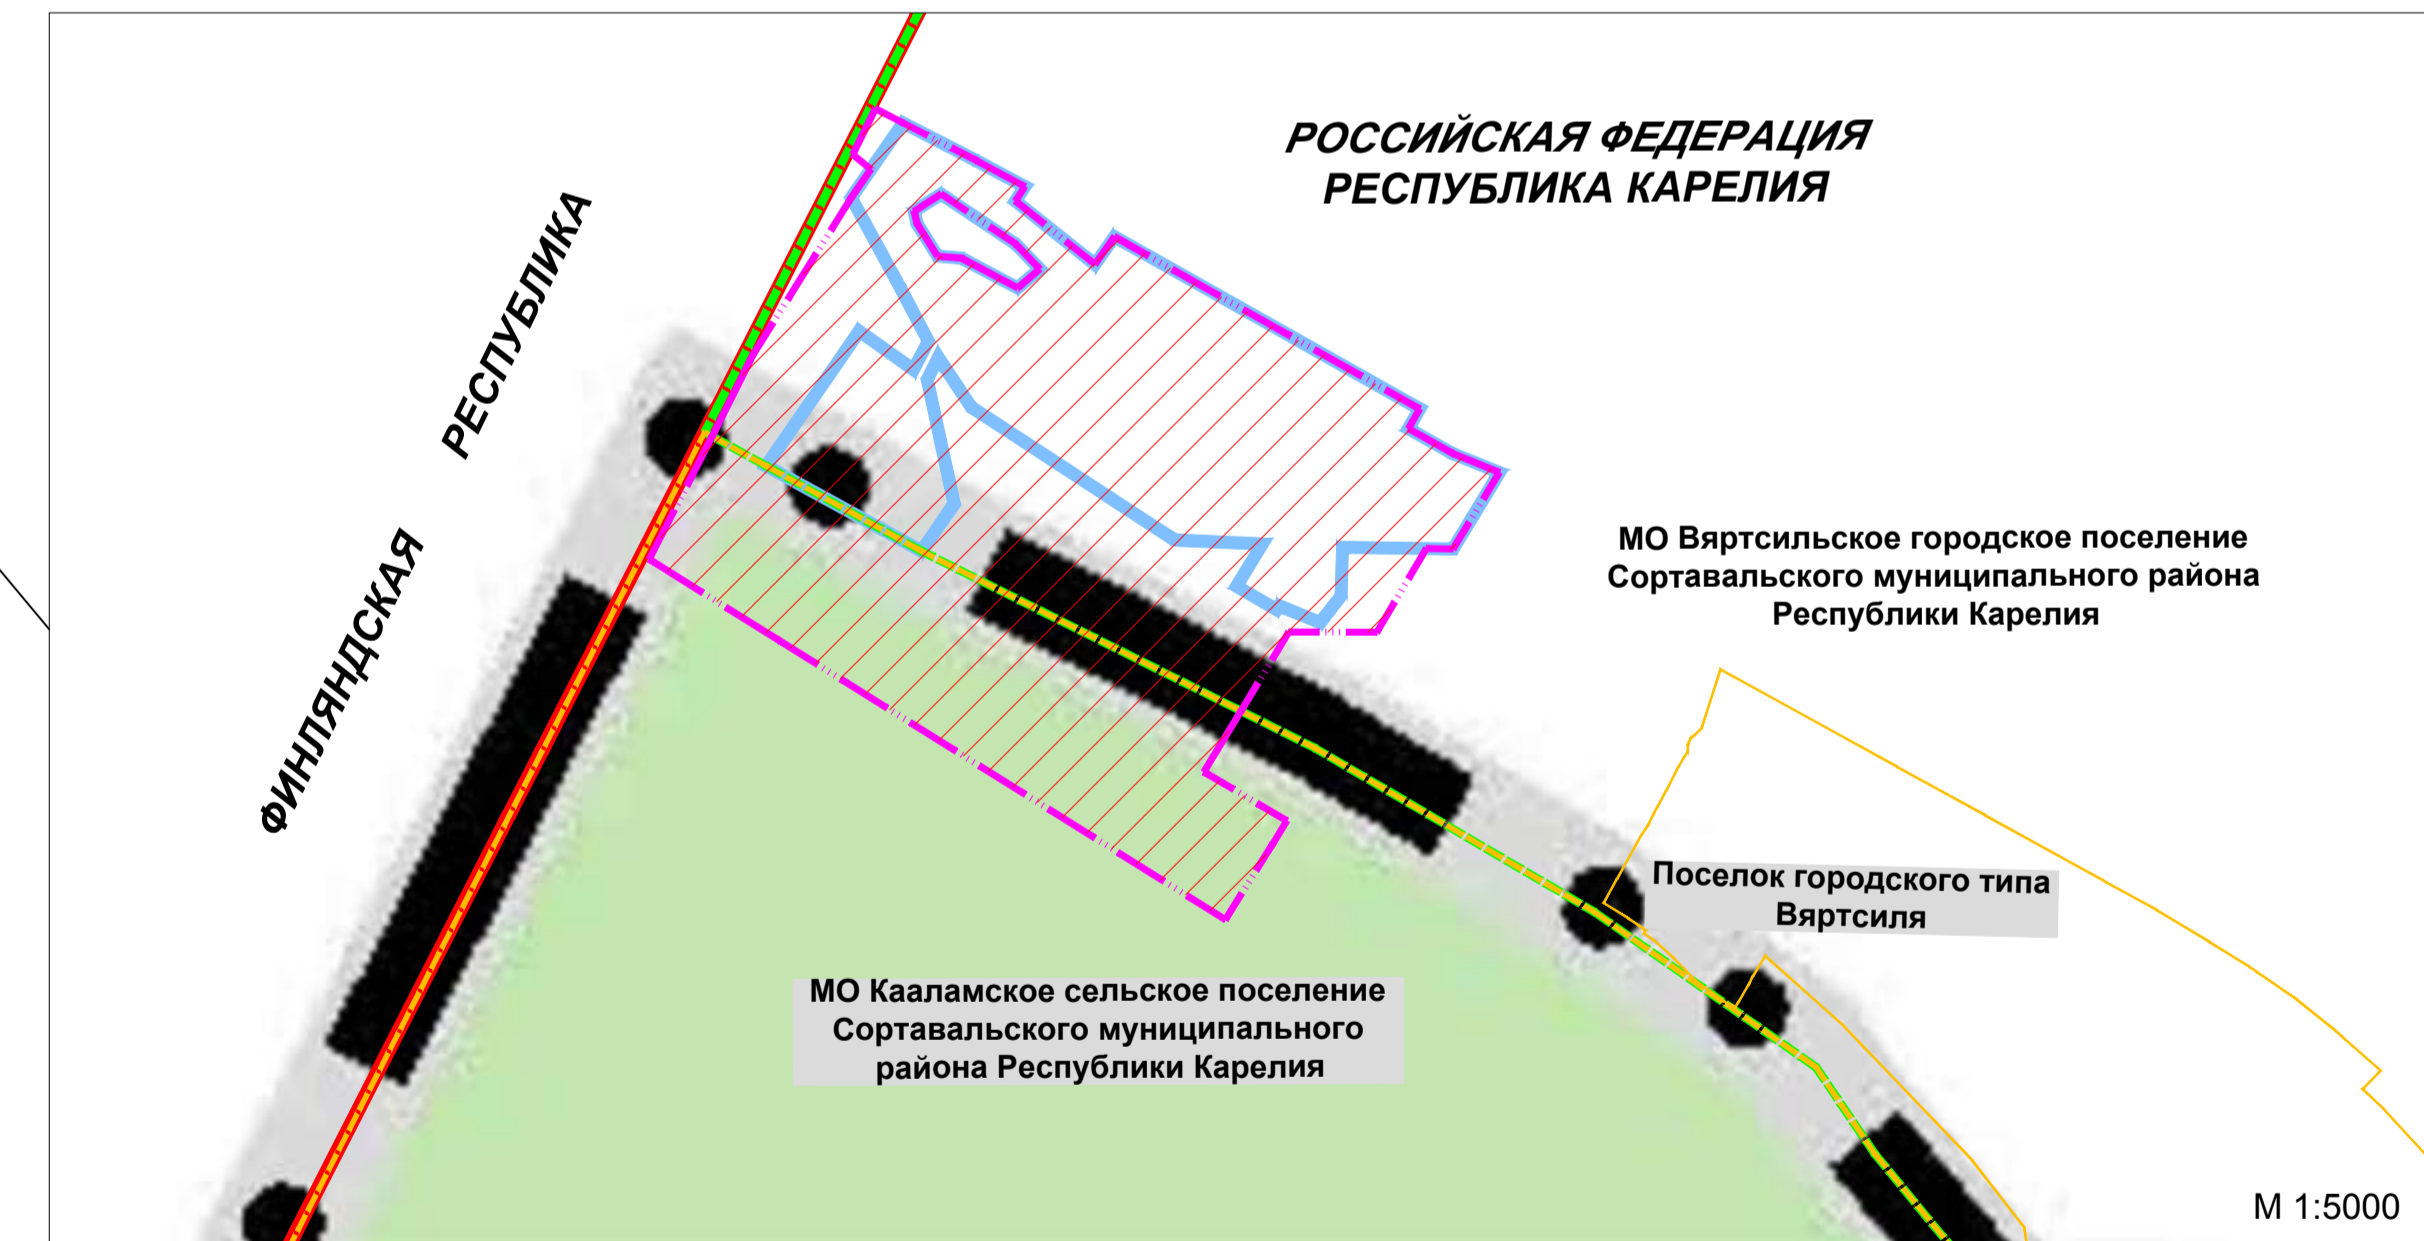 РОССИЙСКАЯ ФЕДЕРАЦИЯ
РЕСПУБЛИКА КАРЕЛИЯ
ФИНЛЯНДСКАЯ РЕСПУБЛИКА
МО Вяртсильское городское поселение
Сортавальского муниципального района
Республики Карелия
Поселок городского типа
Вяртсиля
МО Кааламское сельское поселение
Сортавальского муниципального
района Республики Карелия
М 1:5000